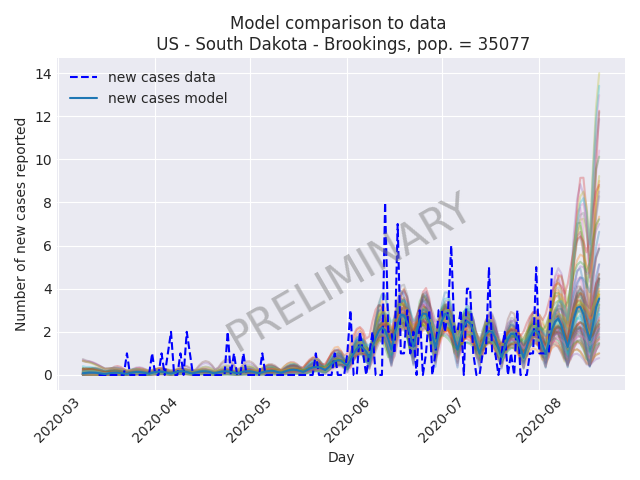 Model comparison to data
US - South Dakota - Brookings, pop. = 35077
new cases data
new cases model
PRELIMINARY
Number of new cases reported
14
12
10
8
6
4
2
0
2020-03
2020-04
2020-05
2020-06
2020-07
2020-08
Day